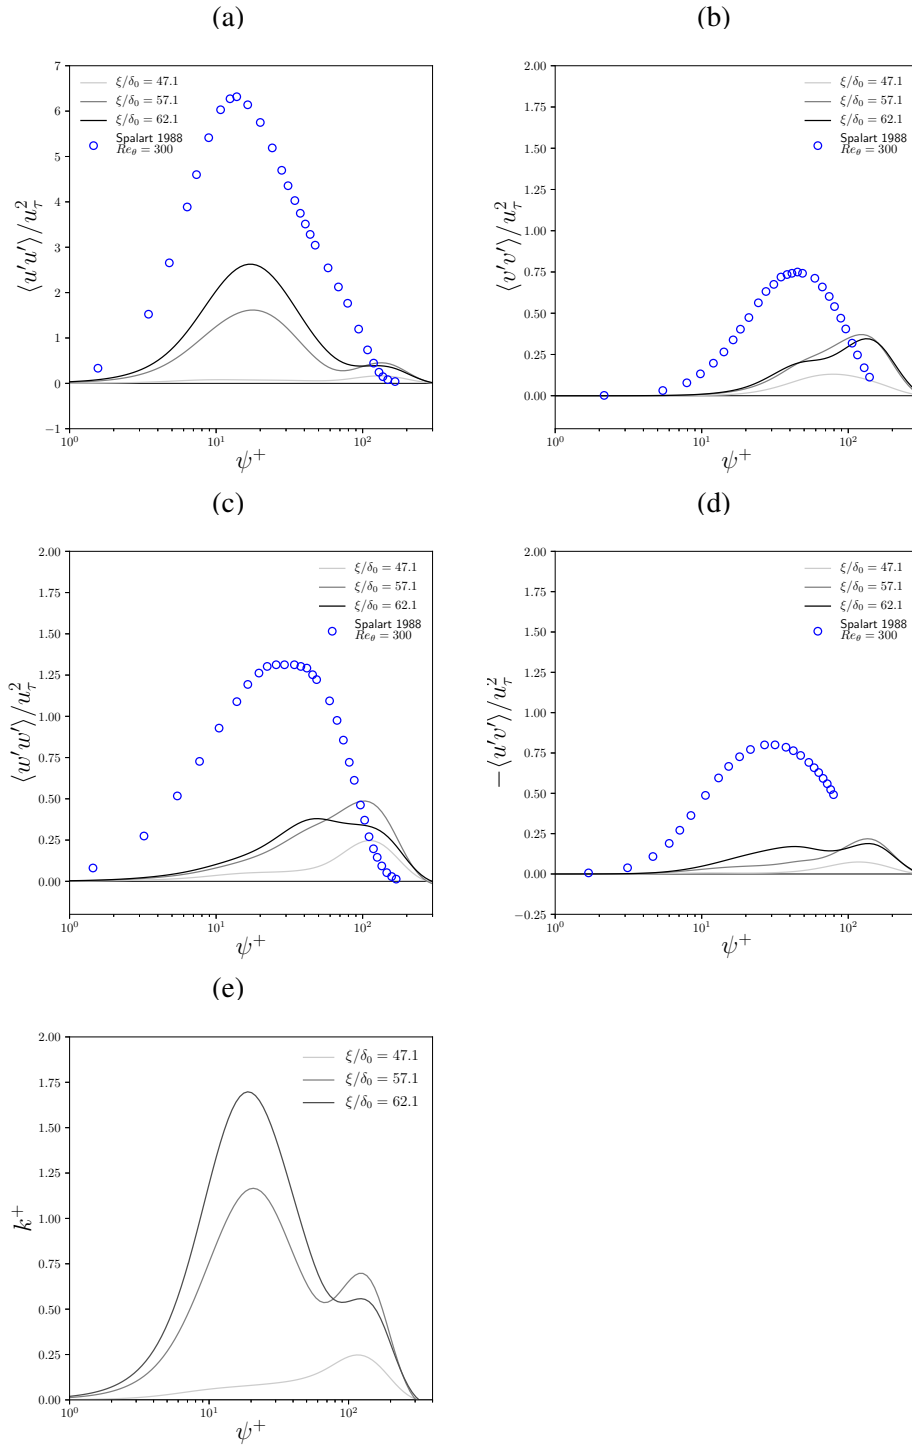 (a)
⟨u′u′⟩/u_τ^2
7
6
5
4
3
2
1
0
−1
ξ/δ_0 = 47.1
ξ/δ_0 = 57.1
ξ/δ_0 = 62.1
Spalart 1988
Re_θ = 300
10^0
10^1
10^2
ψ^+
(b)
⟨v′v′⟩/u_τ^2
2.00
1.75
1.50
1.25
1.00
0.75
0.50
0.25
0.00
ξ/δ_0 = 47.1
ξ/δ_0 = 57.1
ξ/δ_0 = 62.1
Spalart 1988
Re_θ = 300
10^0
10^1
10^2
ψ^+
(c)
⟨w′w′⟩/u_τ^2
2.00
1.75
1.50
1.25
1.00
0.75
0.50
0.25
0.00
ξ/δ_0 = 47.1
ξ/δ_0 = 57.1
ξ/δ_0 = 62.1
Spalart 1988
Re_θ = 300
10^0
10^1
10^2
ψ^+
(d)
−⟨u′v′⟩/u_τ^2
2.00
1.75
1.50
1.25
1.00
0.75
0.50
0.25
0.00
−0.25
ξ/δ_0 = 47.1
ξ/δ_0 = 57.1
ξ/δ_0 = 62.1
Spalart 1988
Re_θ = 300
10^0
10^1
10^2
ψ^+
(e)
k^+
2.00
1.75
1.50
1.25
1.00
0.75
0.50
0.25
0.00
ξ/δ_0 = 47.1
ξ/δ_0 = 57.1
ξ/δ_0 = 62.1
10^0
10^1
10^2
ψ^+